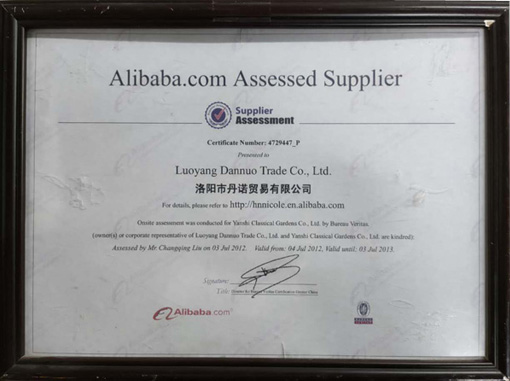 Alibaba.com Assessed Supplier
Supplier
Assessment
Certificate Number: 4729447_P
Presented to
Luoyang Dannuo Trade Co., Ltd.
洛阳市丹诺贸易有限公司
For details, please refer to http://hnnicole.en.alibaba.com
Onsite assessment was conducted for Yanshi Classical Gardens Co., Ltd. by Bureau Veritas.
(owner(s) or corporate representative of Luoyang Dannuo Trade Co., Ltd. and Yanshi Classical Gardens Co., Ltd. are kindred).
Assessed by Mr. Changqing Liu on 03 Jul 2012. Valid from: 04 Jul 2012, Valid until: 03 Jul 2013.
Signature:
Title:
Alibaba.com